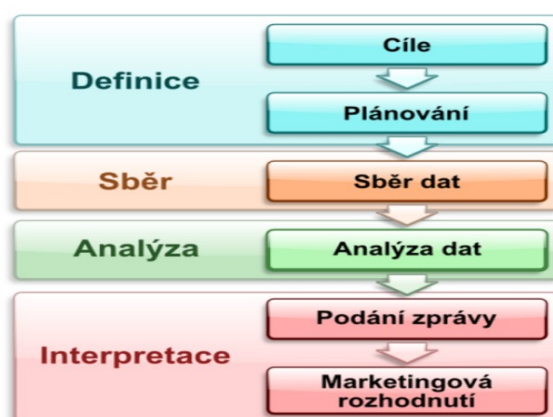 Definice
Cíle
Plánování
Sběr
Sběr dat
Analýza
Analýza dat
Interpretace
Podání zprávy
Marketingová
rozhodnutí